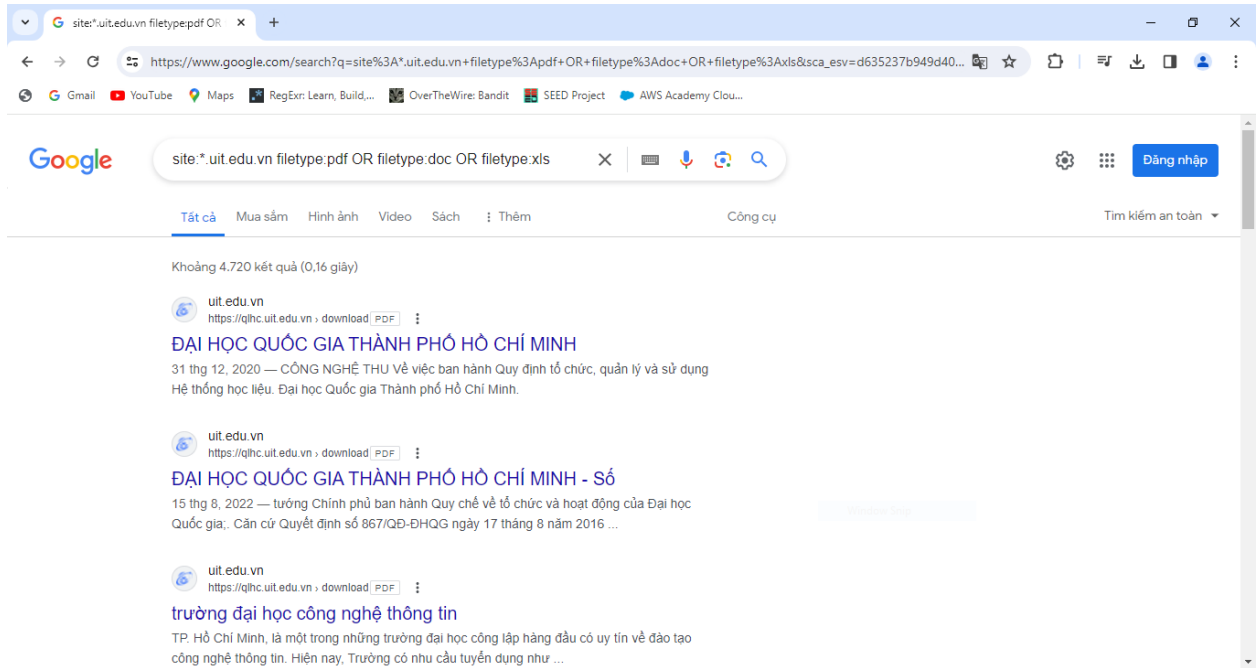 site:*.uit.edu.vn filetype:pdf OR
https://www.google.com/search?q=site%3A*.uit.edu.vn+filetype%3Apdf+OR+filetype%3Adoc+OR+filetype%3Axls&sca_esv=d635237b949d40...
Gmail YouTube Maps RegExr: Learn, Build,... OverTheWire: Bandit SEED Project AWS Academy Clou...
Google site:*.uit.edu.vn filetype:pdf OR filetype:doc OR filetype:xls Đăng nhập
Tất cả Mua sắm Hình ảnh Video Sách Thêm Công cụ Tìm kiếm an toàn
Khoảng 4.720 kết quả (0,16 giây)
uit.edu.vn
https://qlhc.uit.edu.vn › download PDF
ĐẠI HỌC QUỐC GIA THÀNH PHỐ HỒ CHÍ MINH
31 thg 12, 2020 — CÔNG NGHỆ THU Về việc ban hành Quy định tổ chức, quản lý và sử dụng
Hệ thống học liệu. Đại học Quốc gia Thành phố Hồ Chí Minh.
uit.edu.vn
https://qlhc.uit.edu.vn › download PDF
ĐẠI HỌC QUỐC GIA THÀNH PHỐ HỒ CHÍ MINH - Số
15 thg 8, 2022 — tướng Chính phủ ban hành Quy chế về tổ chức và hoạt động của Đại học
Quốc gia;. Căn cứ Quyết định số 867/QĐ-ĐHQG ngày 17 tháng 8 năm 2016 ...
uit.edu.vn
https://qlhc.uit.edu.vn › download PDF
trường đại học công nghệ thông tin
TP. Hồ Chí Minh, là một trong những trường đại học công lập hàng đầu có uy tín về đào tạo
công nghệ thông tin. Hiện nay, Trường có nhu cầu tuyển dụng như ...